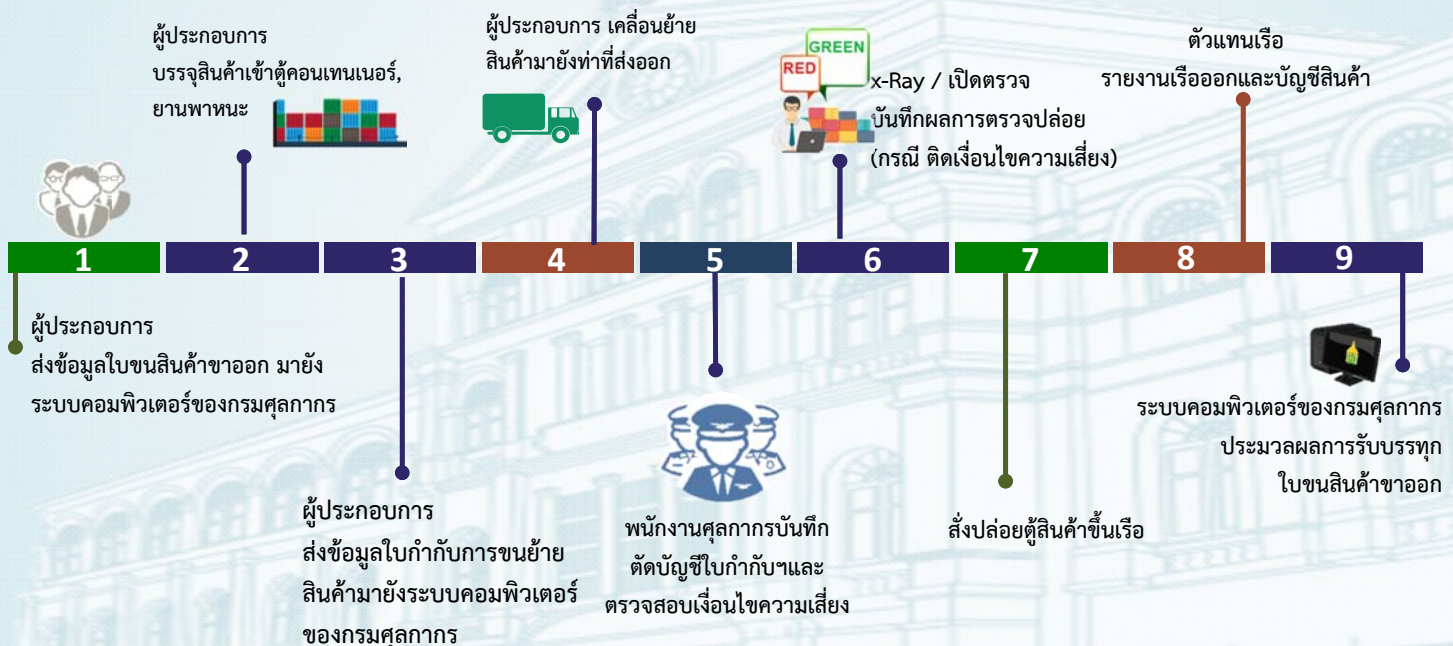 ผู้ประกอบการ
บรรจุสินค้าเข้าตู้คอนเทนเนอร์,
ยานพาหนะ
ผู้ประกอบการ เคลื่อนย้าย
สินค้ามายังท่าที่ส่งออก
GREEN
RED
x-Ray / เปิดตรวจ
บันทึกผลการตรวจปล่อย
(กรณี ติดเงื่อนไขความเสี่ยง)
ตัวแทนเรือ
รายงานเรือออกและบัญชีสินค้า
1 2 3 4 5 6 7 8 9
ผู้ประกอบการ
ส่งข้อมูลใบขนสินค้าขาออก มายัง
ระบบคอมพิวเตอร์ของกรมศุลกากร
ผู้ประกอบการ
ส่งข้อมูลใบกำกับการขนย้าย
สินค้ามายังระบบคอมพิวเตอร์
ของกรมศุลกากร
พนักงานศุลกากรบันทึก
ตัดบัญชีใบกำกับฯและ
ตรวจสอบเงื่อนไขความเสี่ยง
สั่งปล่อยตู้สินค้าขึ้นเรือ
ระบบคอมพิวเตอร์ของกรมศุลกากร
ประมวลผลการรับบรรทุก
ใบขนสินค้าขาออก